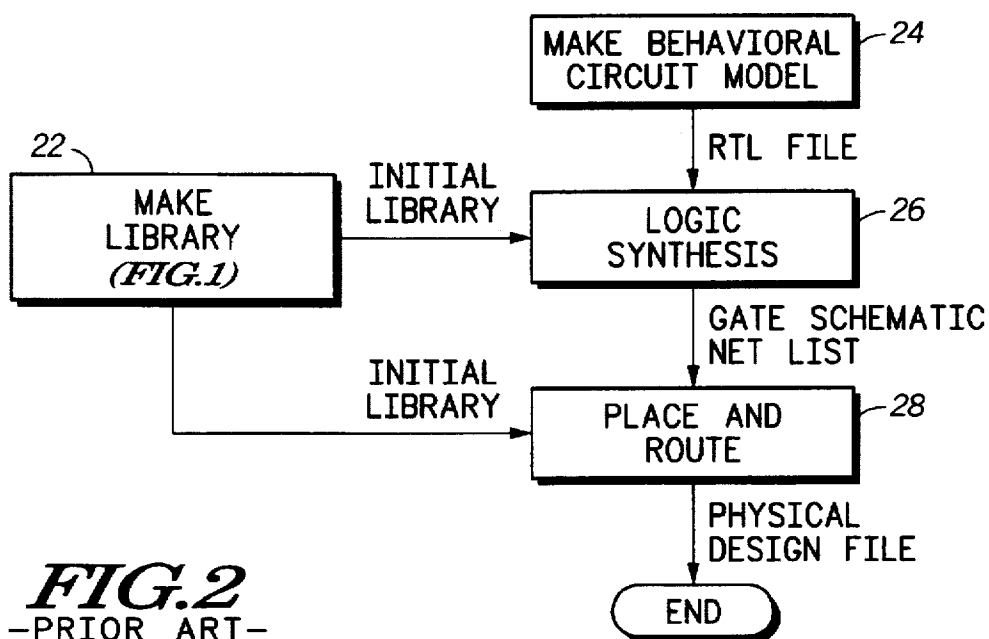 MAKE BEHAVIORAL
CIRCUIT MODEL
24
RTL FILE
22
MAKE
LIBRARY
(FIG.1)
INITIAL
LIBRARY
LOGIC
SYNTHESIS
26
GATE SCHEMATIC
NET LIST
INITIAL
LIBRARY
PLACE AND
ROUTE
28
PHYSICAL
DESIGN FILE
END
FIG.2
-PRIOR ART-